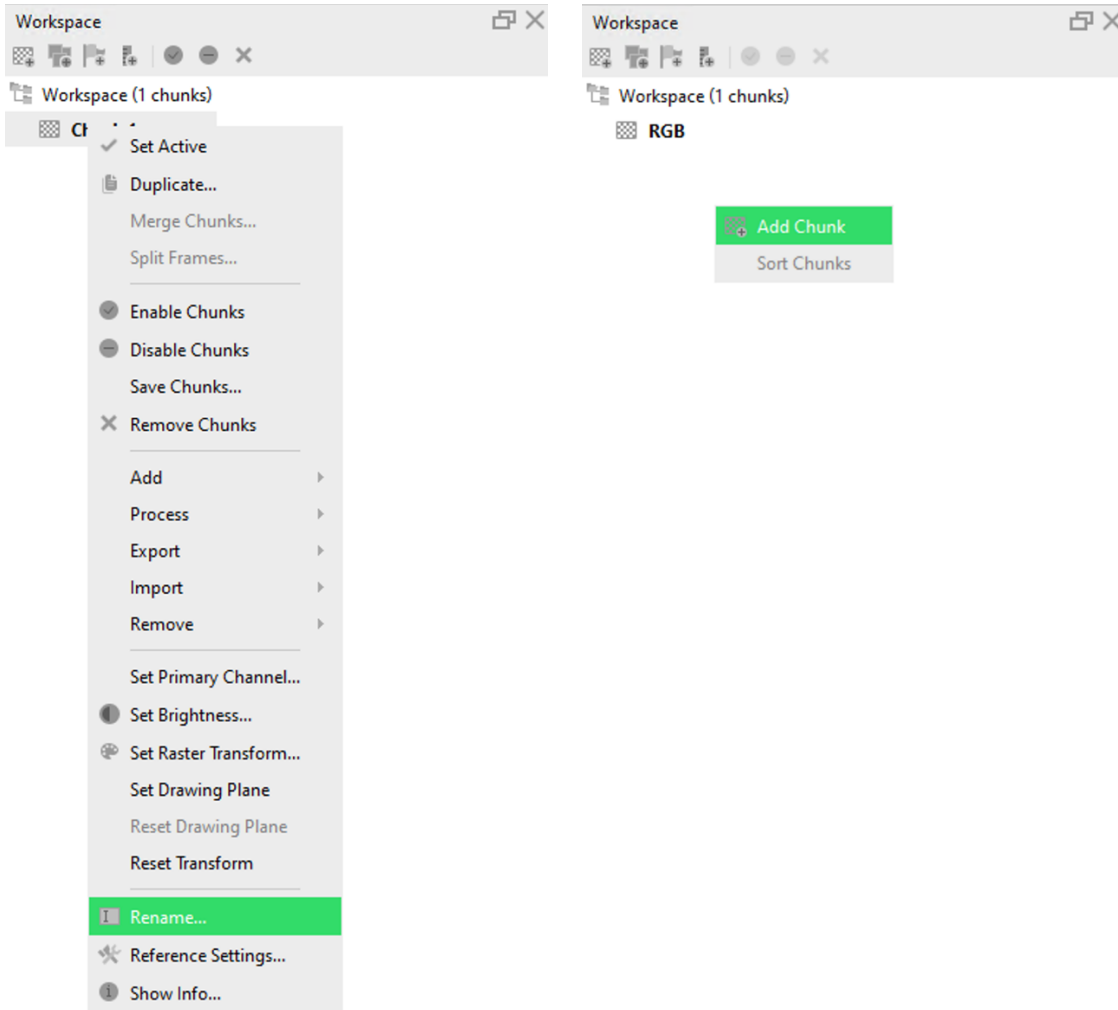 Workspace
Workspace (1 chunks)
Set Active
Duplicate...
Merge Chunks...
Split Frames...
Enable Chunks
Disable Chunks
Save Chunks...
Remove Chunks
Add
Process
Export
Import
Remove
Set Primary Channel...
Set Brightness...
Set Raster Transform...
Set Drawing Plane
Reset Drawing Plane
Reset Transform
Rename...
Reference Settings...
Show Info...
Workspace
Workspace (1 chunks)
RGB
Add Chunk
Sort Chunks